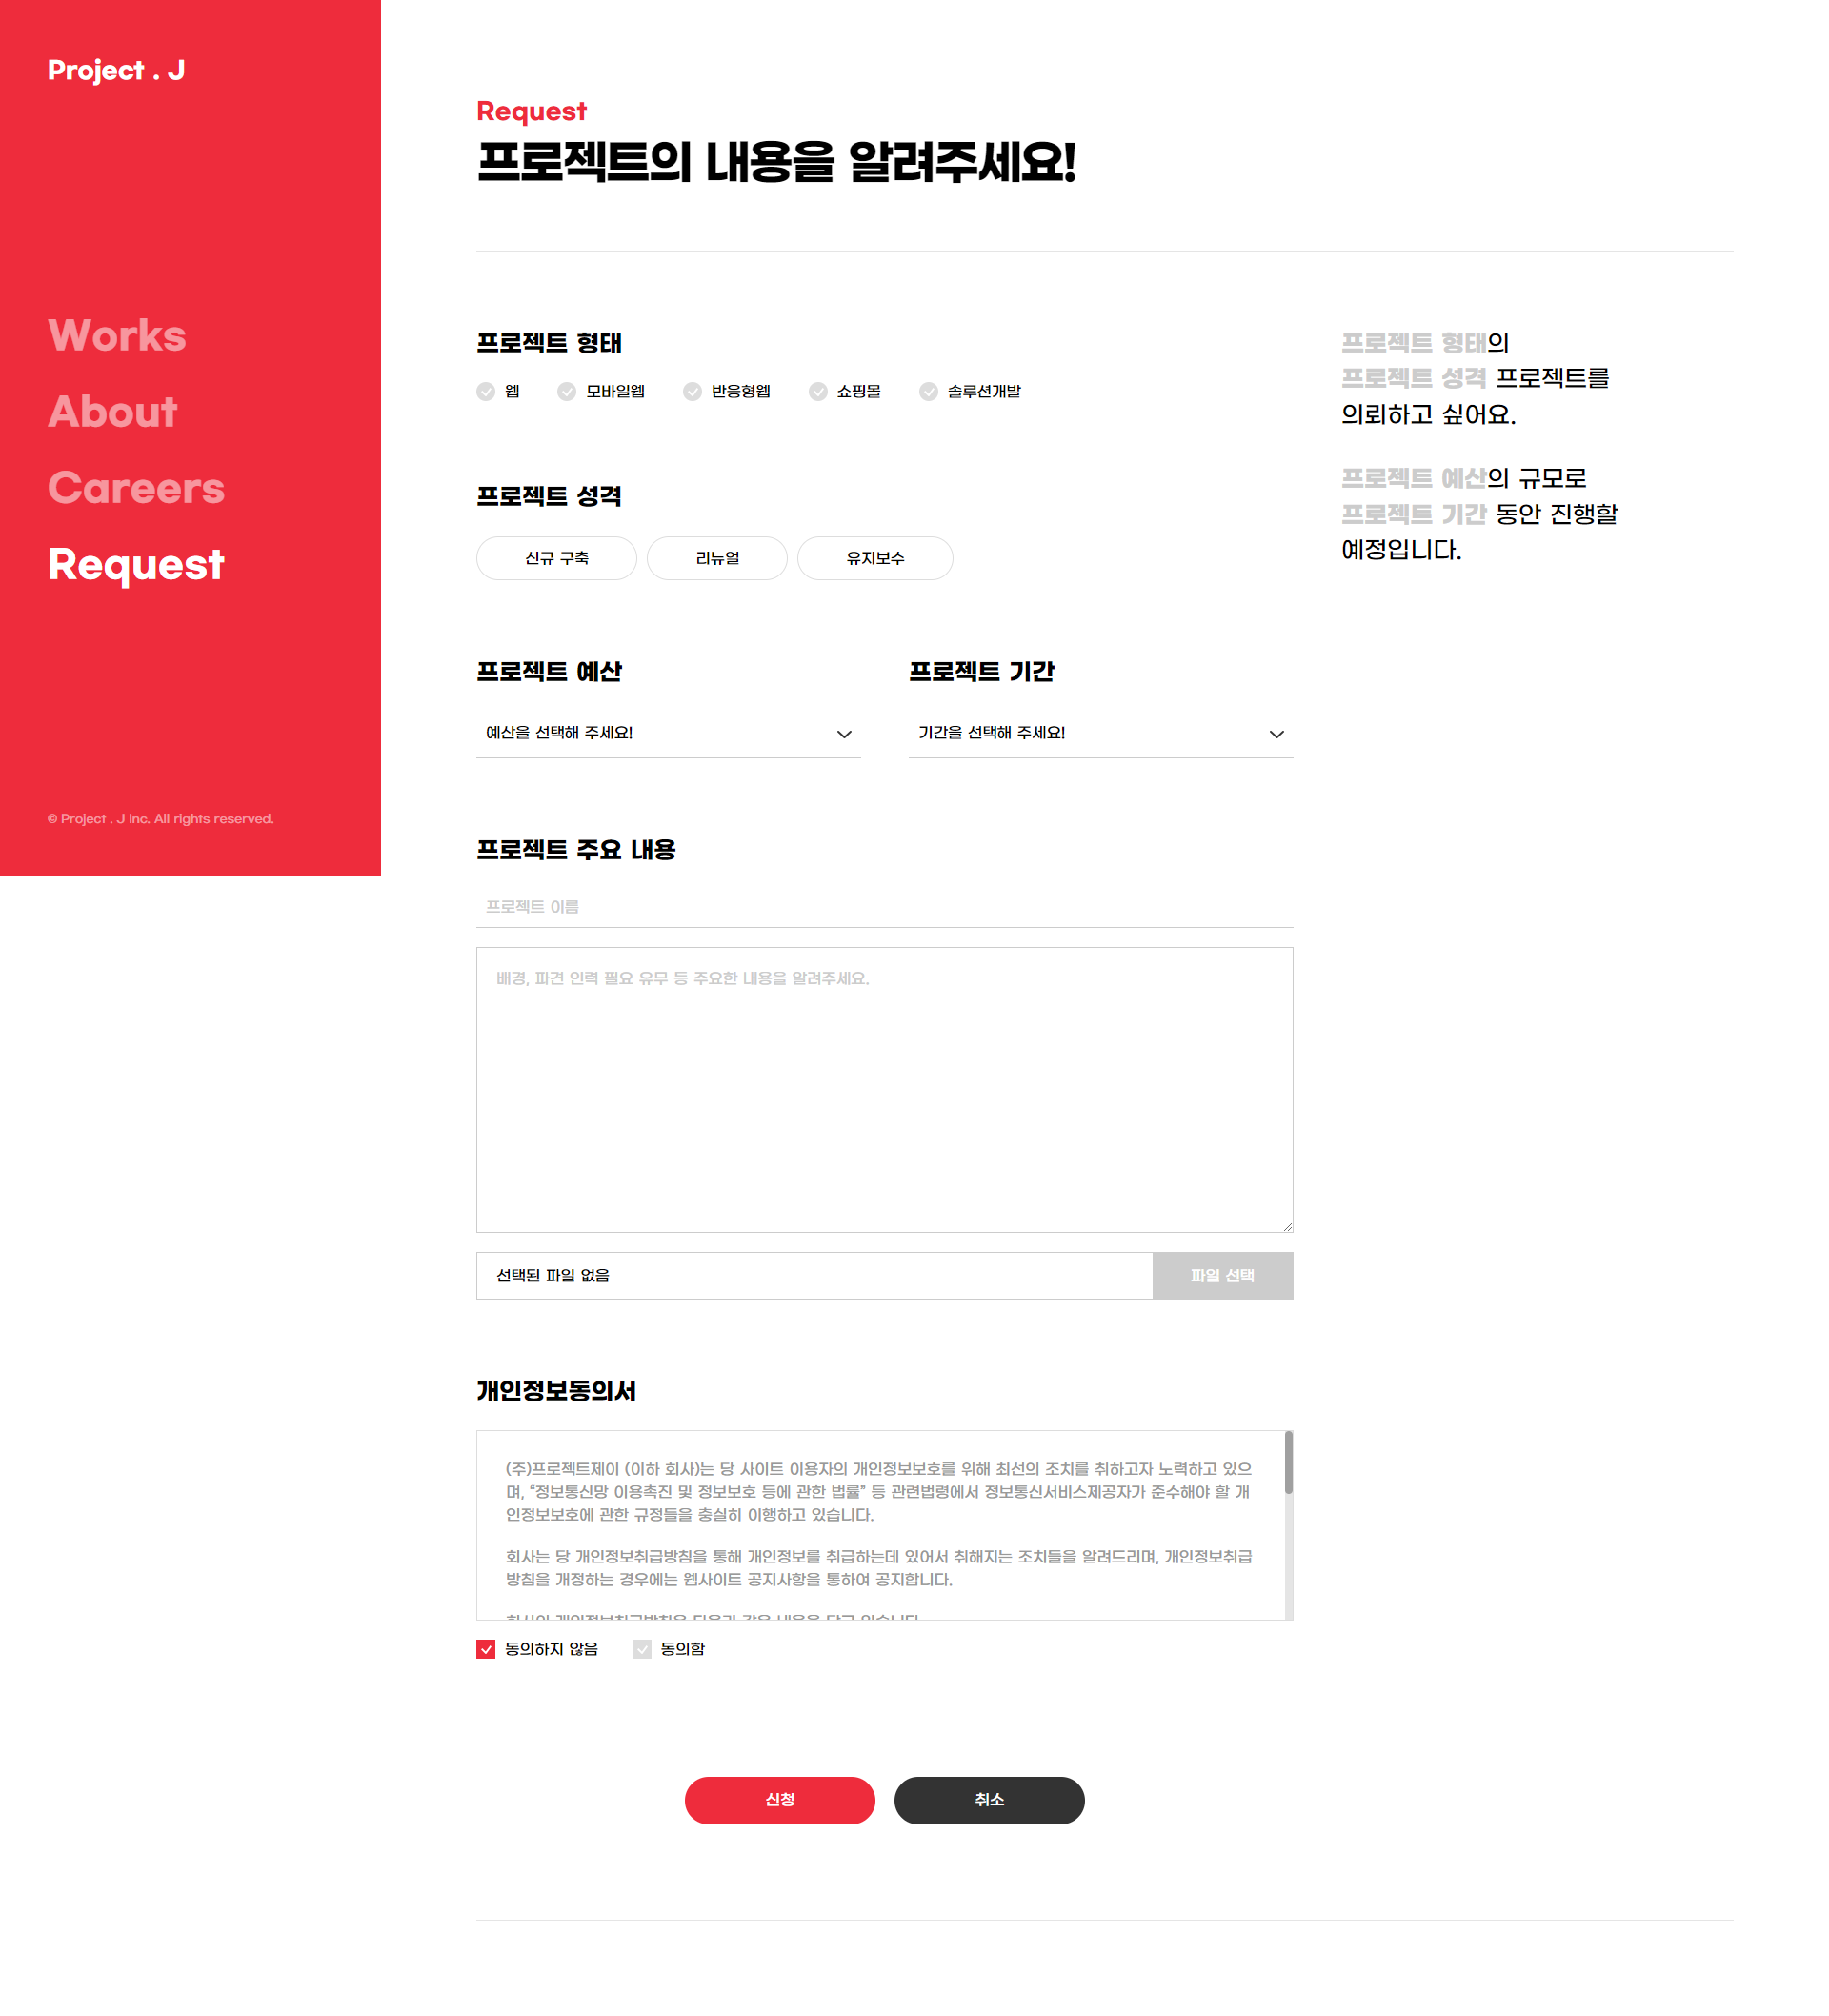 Project . J
Works
About
Careers
Request
© Project . J Inc. All rights reserved.
Request
프로젝트의 내용을 알려주세요!
프로젝트 형태
웹 모바일웹 반응형웹 쇼핑몰 솔루션개발
프로젝트 성격
신규 구축 리뉴얼 유지보수
프로젝트 예산 프로젝트 기간
예산을 선택해 주세요! 기간을 선택해 주세요!
프로젝트 주요 내용
프로젝트 이름
배경, 파견 인력 필요 유무 등 주요한 내용을 알려주세요.
선택된 파일 없음 파일 선택
개인정보동의서
(주)프로젝트제이 (이하 회사)는 당 사이트 이용자의 개인정보보호를 위해 최선의 조치를 취하고자 노력하고 있으
며, “정보통신망 이용촉진 및 정보보호 등에 관한 법률” 등 관련법령에서 정보통신서비스제공자가 준수해야 할 개
인정보보호에 관한 규정들을 충실히 이행하고 있습니다.
회사는 당 개인정보취급방침을 통해 개인정보를 취급하는데 있어서 취해지는 조치들을 알려드리며, 개인정보취급
방침을 개정하는 경우에는 웹사이트 공지사항을 통하여 공지합니다.
동의하지 않음 동의함
신청 취소
프로젝트 형태의
프로젝트 성격 프로젝트를
의뢰하고 싶어요.
프로젝트 예산의 규모로
프로젝트 기간 동안 진행할
예정입니다.